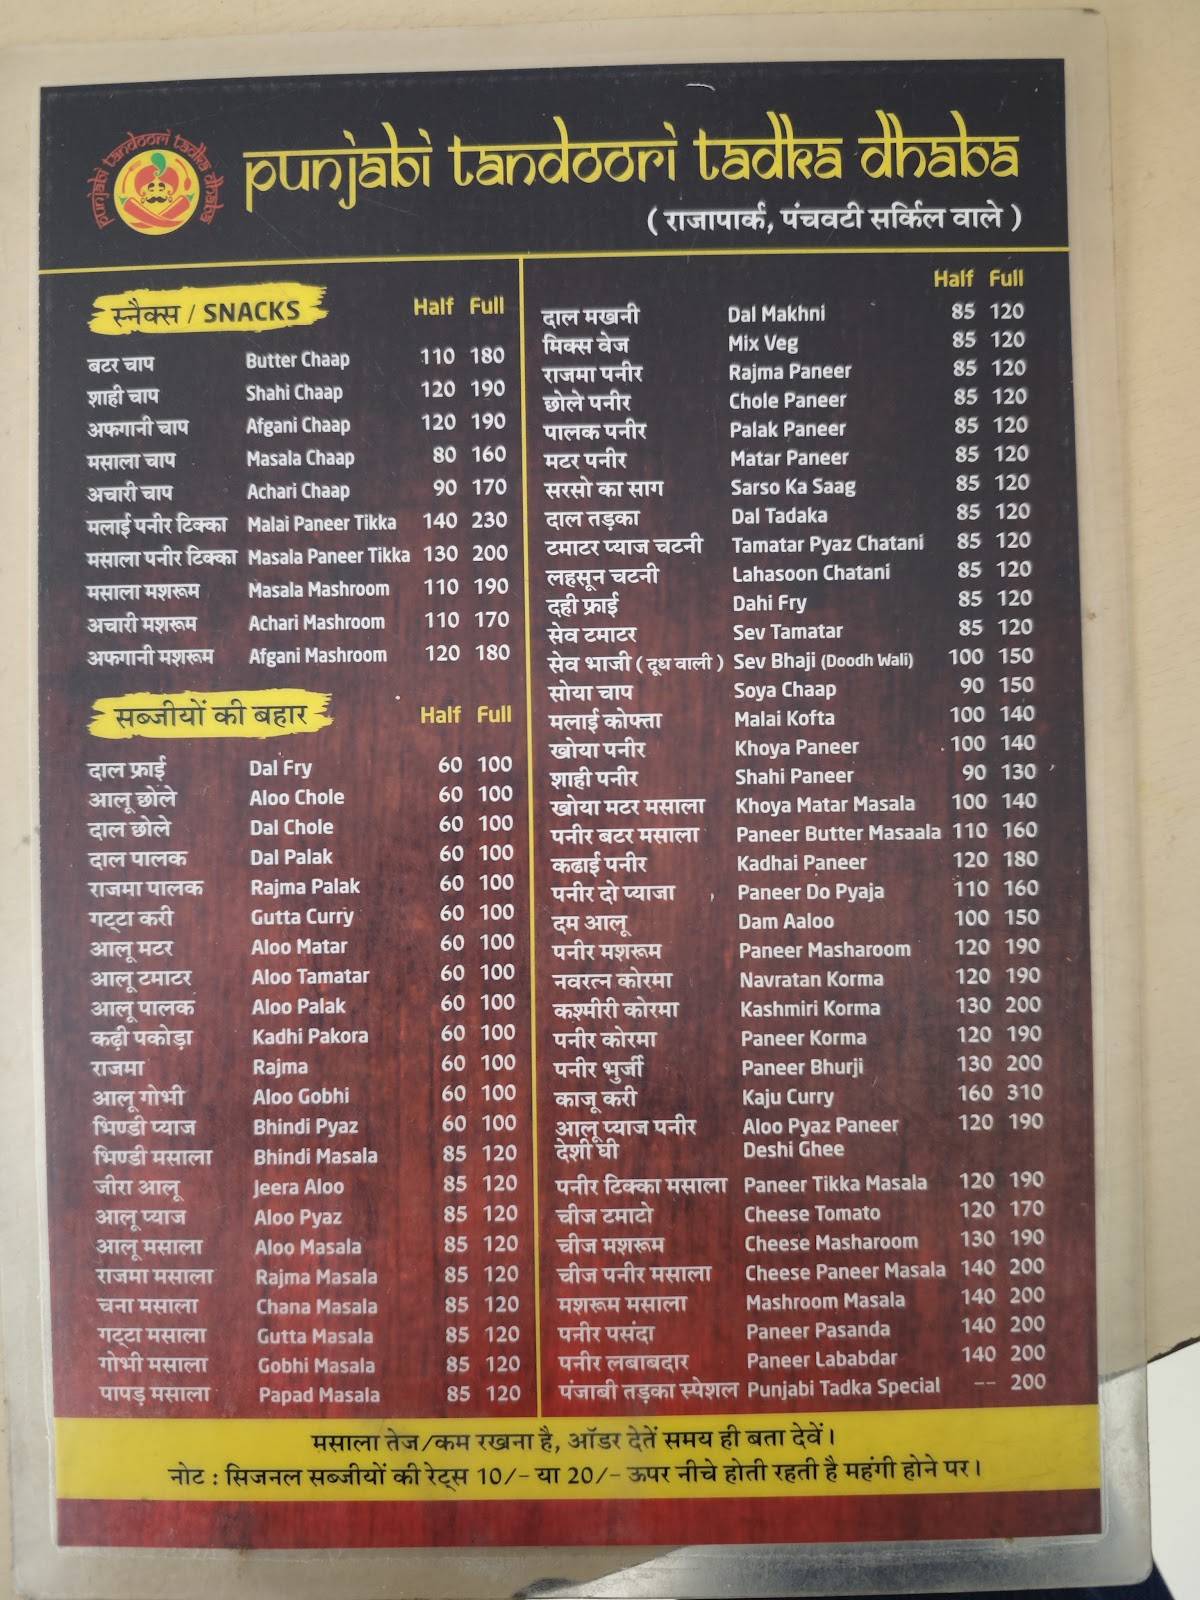 punjabi tandoori tadka dhaba
punjabi tandoori tadka dhaba
( राजापार्क, पंचवटी सर्किल वाले )
स्नैक्स / SNACKS Half Full
बटर चाप Butter Chaap 110 180
शाही चाप Shahi Chaap 120 190
अफगानी चाप Afgani Chaap 120 190
मसाला चाप Masala Chaap 80 160
अचारी चाप Achari Chaap 90 170
मलाई पनीर टिक्का Malai Paneer Tikka 140 230
मसाला पनीर टिक्का Masala Paneer Tikka 130 200
मसाला मशरूम Masala Mashroom 110 190
अचारी मशरूम Achari Mashroom 110 170
अफगानी मशरूम Afgani Mashroom 120 180
सब्जीयों की बहार Half Full
दाल फ्राई Dal Fry 60 100
आलू छोले Aloo Chole 60 100
दाल छोले Dal Chole 60 100
दाल पालक Dal Palak 60 100
राजमा पालक Rajma Palak 60 100
गट्टा करी Gutta Curry 60 100
आलू मटर Aloo Matar 60 100
आलू टमाटर Aloo Tamatar 60 100
आलू पालक Aloo Palak 60 100
कढ़ी पकोड़ा Kadhi Pakora 60 100
राजमा Rajma 60 100
आलू गोभी Aloo Gobhi 60 100
भिण्डी प्याज Bhindi Pyaz 60 100
भिण्डी मसाला Bhindi Masala 85 120
जीरा आलू Jeera Aloo 85 120
आलू प्याज Aloo Pyaz 85 120
आलू मसाला Aloo Masala 85 120
राजमा मसाला Rajma Masala 85 120
चना मसाला Chana Masala 85 120
गट्टा मसाला Gutta Masala 85 120
गोभी मसाला Gobhi Masala 85 120
पापड़ मसाला Papad Masala 85 120
Half Full
दाल मखनी Dal Makhni 85 120
मिक्स वेज Mix Veg 85 120
राजमा पनीर Rajma Paneer 85 120
छोले पनीर Chole Paneer 85 120
पालक पनीर Palak Paneer 85 120
मटर पनीर Matar Paneer 85 120
सरसो का साग Sarso Ka Saag 85 120
दाल तड़का Dal Tadaka 85 120
टमाटर प्याज चटनी Tamatar Pyaz Chatani 85 120
लहसून चटनी Lahasoon Chatani 85 120
दही फ्राई Dahi Fry 85 120
सेव टमाटर Sev Tamatar 85 120
सेव भाजी ( दूध वाली ) Sev Bhaji (Doodh Wali) 100 150
सोया चाप Soya Chaap 90 150
मलाई कोफ्ता Malai Kofta 100 140
खोया पनीर Khoya Paneer 100 140
शाही पनीर Shahi Paneer 90 130
खोया मटर मसाला Khoya Matar Masala 100 140
पनीर बटर मसाला Paneer Butter Masaala 110 160
कढाई पनीर Kadhai Paneer 120 180
पनीर दो प्याजा Paneer Do Pyaja 110 160
दम आलू Dam Aaloo 100 150
पनीर मशरूम Paneer Masharoom 120 190
नवरत्न कोरमा Navratan Korma 120 190
कश्मीरी कोरमा Kashmiri Korma 130 200
पनीर कोरमा Paneer Korma 120 190
पनीर भुर्जी Paneer Bhurji 130 200
काजू करी Kaju Curry 160 310
आलू प्याज पनीर Aloo Pyaz Paneer 120 190
देशी घी Deshi Ghee
पनीर टिक्का मसाला Paneer Tikka Masala 120 190
चीज टमाटो Cheese Tomato 120 170
चीज मशरूम Cheese Masharoom 130 190
चीज पनीर मसाला Cheese Paneer Masala 140 200
मशरूम मसाला Mashroom Masala 140 200
पनीर पसंदा Paneer Pasanda 140 200
पनीर लबाबदार Paneer Lababdar 140 200
पंजाबी तड़का स्पेशल Punjabi Tadka Special -- 200
मसाला तेज/कम रखना है, ऑडर देतें समय ही बता देवें।
नोट : सिजनल सब्जीयों की रेट्स 10/- या 20/- ऊपर नीचे होती रहती है महंगी होने पर।